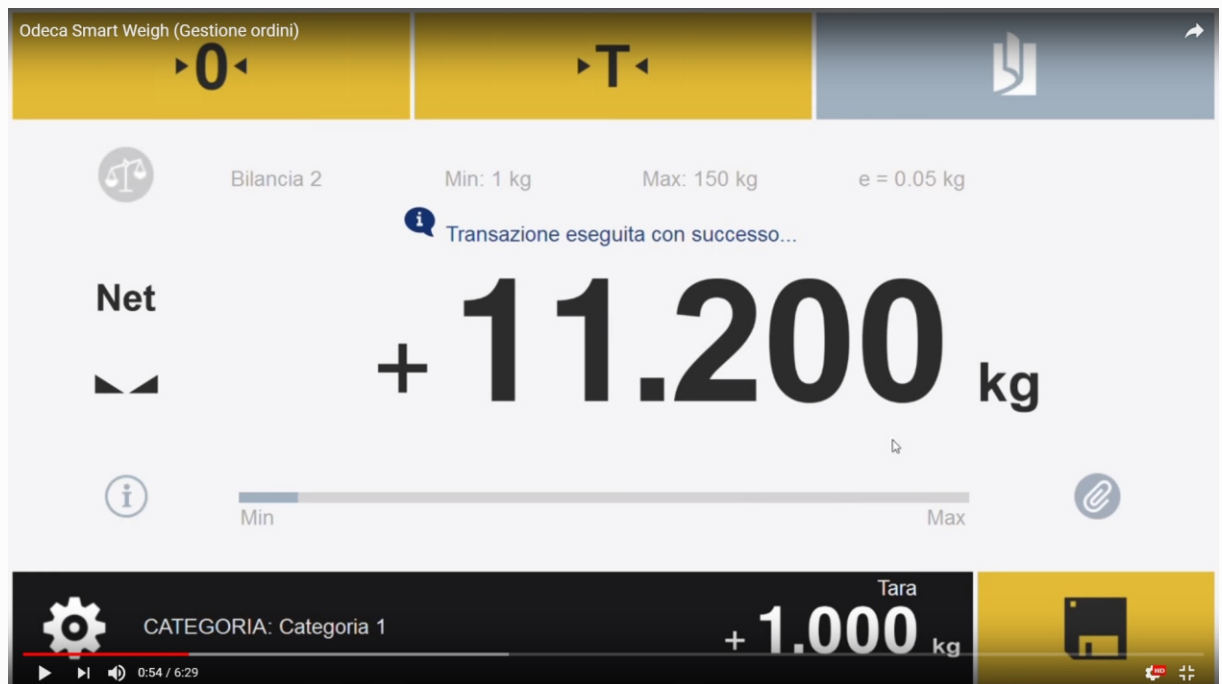 Odeca Smart Weigh (Gestione ordini)
0 T
Bilancia 2 Min: 1 kg Max: 150 kg e = 0.05 kg
Transazione eseguita con successo...
Net
+ 11.200 kg
Min Max
Tara
CATEGORIA: Categoria 1
+ 1.000 kg
0:54 / 6:29 HD